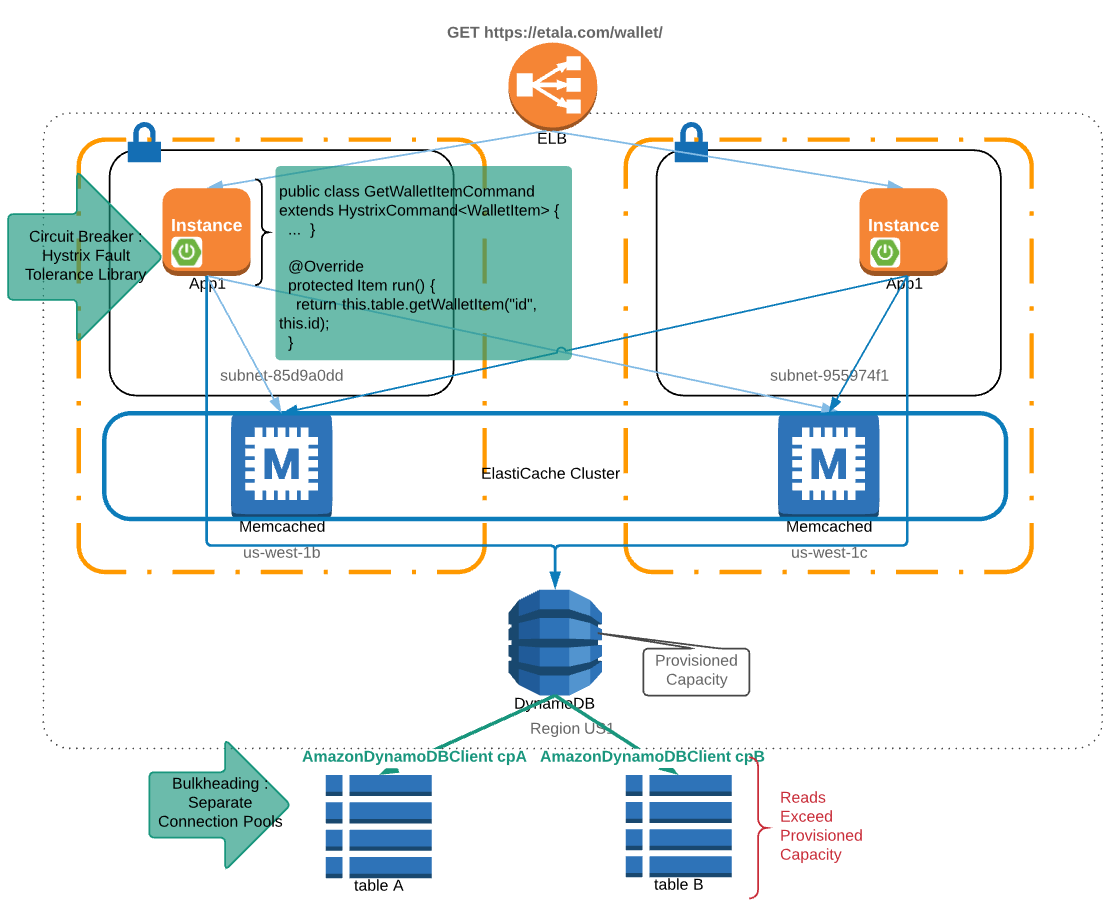 GET https://etala.com/wallet/
ELB
Circuit Breaker :
Hystrix Fault
Tolerance Library
Instance
App1
public class GetWalletItemCommand
extends HystrixCommand<WalletItem> {
... }
@Override
protected Item run() {
return this.table.getWalletItem("id",
this.id);
}
Instance
App1
subnet-85d9a0dd
subnet-955974f1
M
M
ElastiCache Cluster
Memcached
Memcached
us-west-1b
us-west-1c
Provisioned
Capacity
DynamoDB
Region US1
AmazonDynamoDBClient cpA
AmazonDynamoDBClient cpB
Bulkheading :
Separate
Connection Pools
Reads
Exceed
Provisioned
Capacity
table A
table B